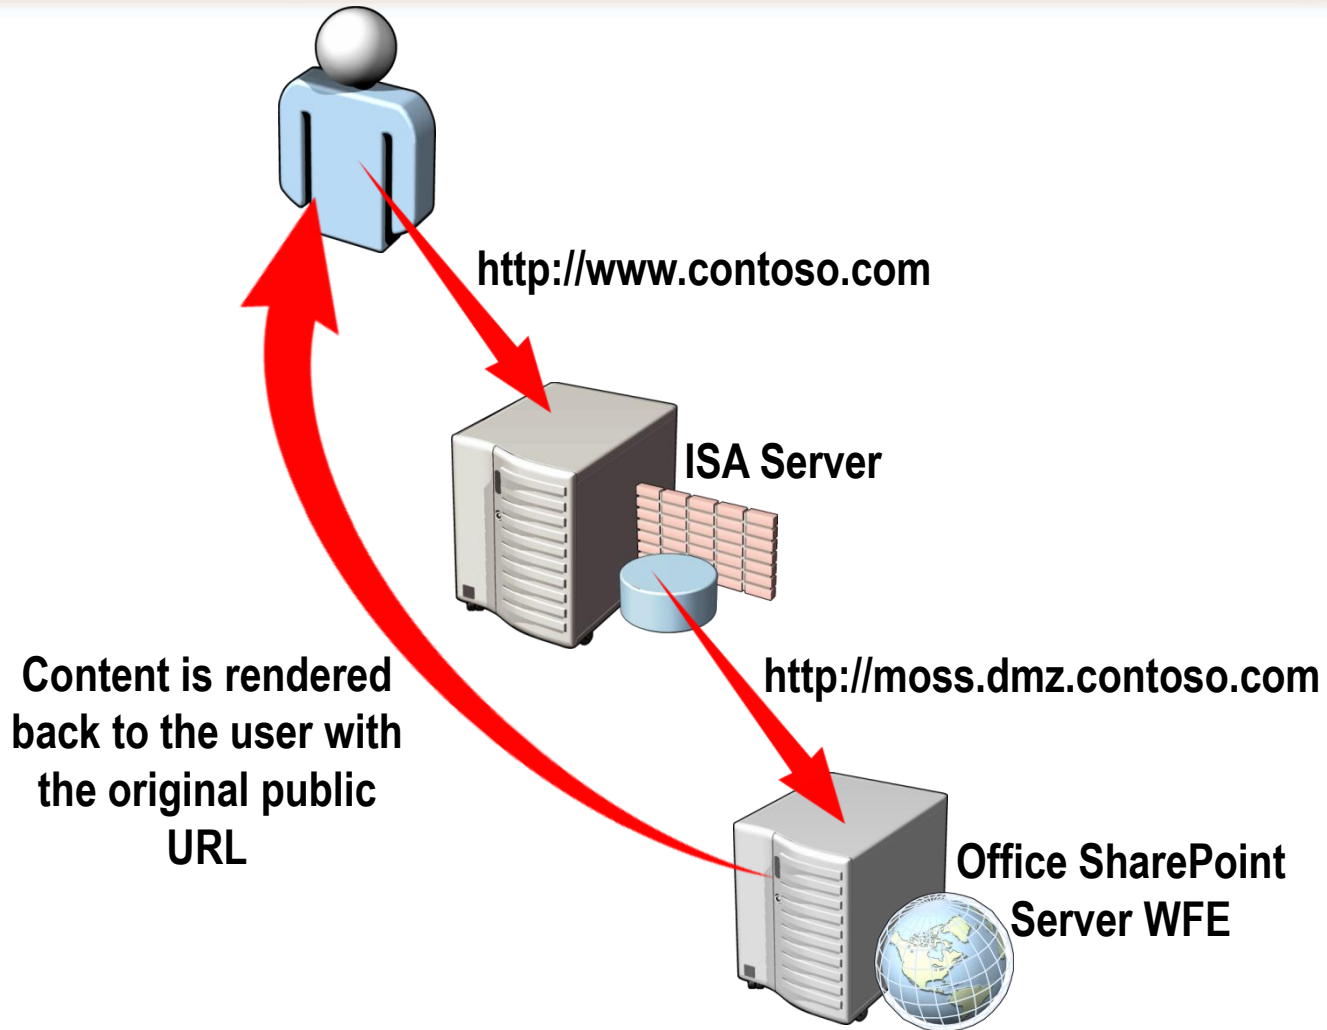 http://www.contoso.com
ISA Server
http://moss.dmz.contoso.com
Content is rendered
back to the user with
the original public
URL
Office SharePoint
Server WFE